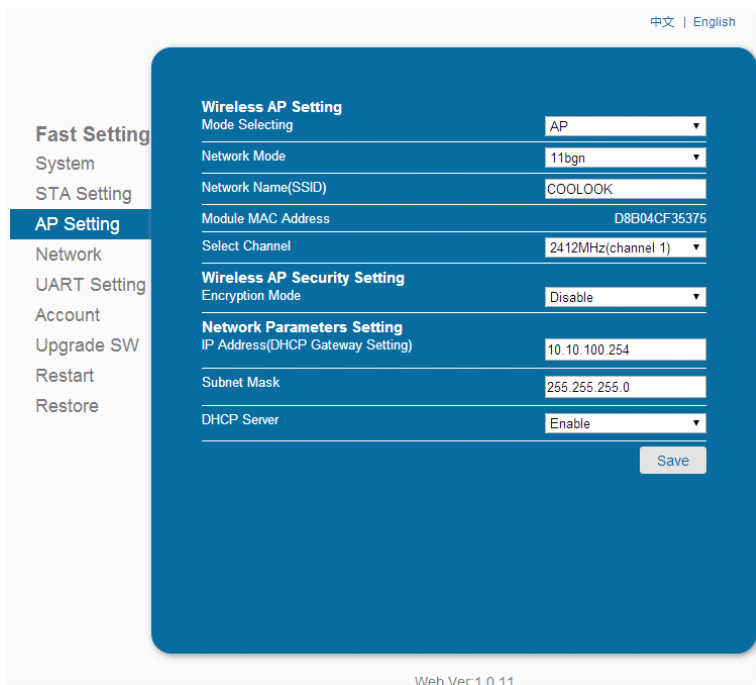 中文 | English
Fast Setting
System
STA Setting
AP Setting
Network
UART Setting
Account
Upgrade SW
Restart
Restore
Wireless AP Setting
Mode Selecting AP
Network Mode 11bgn
Network Name(SSID) COOLOOK
Module MAC Address D8B04CF35375
Select Channel 2412MHz(channel 1)
Wireless AP Security Setting
Encryption Mode Disable
Network Parameters Setting
IP Address(DHCP Gateway Setting) 10.10.100.254
Subnet Mask 255.255.255.0
DHCP Server Enable
Save
Web Ver:1.0.11